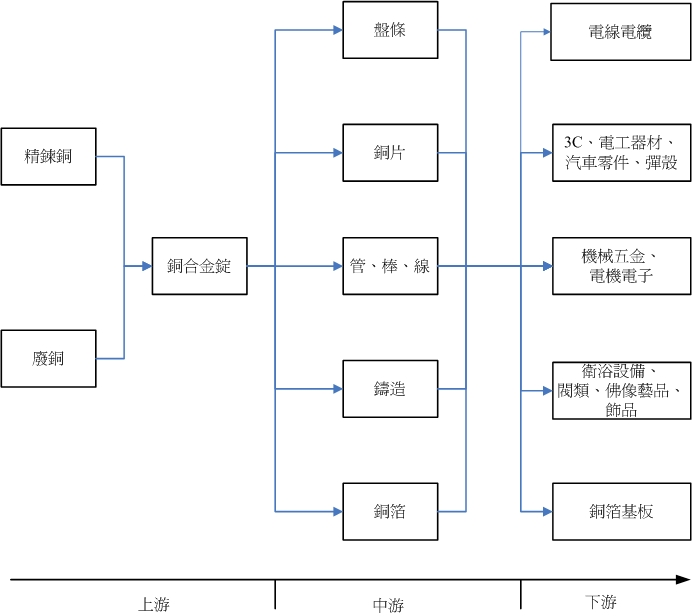 精鍊銅
廢銅
銅合金錠
盤條
銅片
管、棒、線
鑄造
銅箔
電線電纜
3C、電工器材、
汽車零件、彈殼
機械五金、
電機電子
衛浴設備、
閥類、佛像藝品、
飾品
銅箔基板
上游
中游
下游